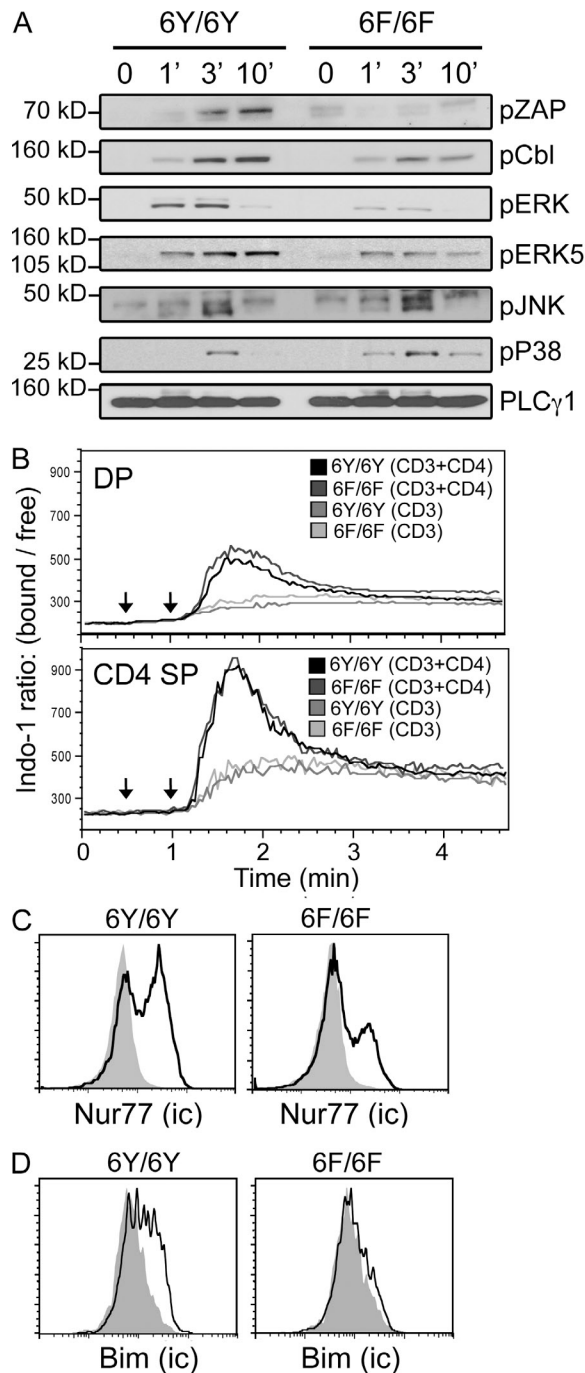 A
6Y/6Y 6F/6F
0 1' 3' 10' 0 1' 3' 10'
70 kD pZAP
160 kD pCbl
50 kD pERK
160 kD
105 kD pERK5
50 kD pJNK
25 kD pP38
160 kD PLCγ1
B
Indo-1 ratio: (bound / free)
DP
900
700
500
300
6Y/6Y (CD3+CD4)
6F/6F (CD3+CD4)
6Y/6Y (CD3)
6F/6F (CD3)
CD4 SP
900
700
500
300
6Y/6Y (CD3+CD4)
6F/6F (CD3+CD4)
6Y/6Y (CD3)
6F/6F (CD3)
0 1 2 3 4
Time (min)
C
6Y/6Y 6F/6F
Nur77 (ic) Nur77 (ic)
D
6Y/6Y 6F/6F
Bim (ic) Bim (ic)